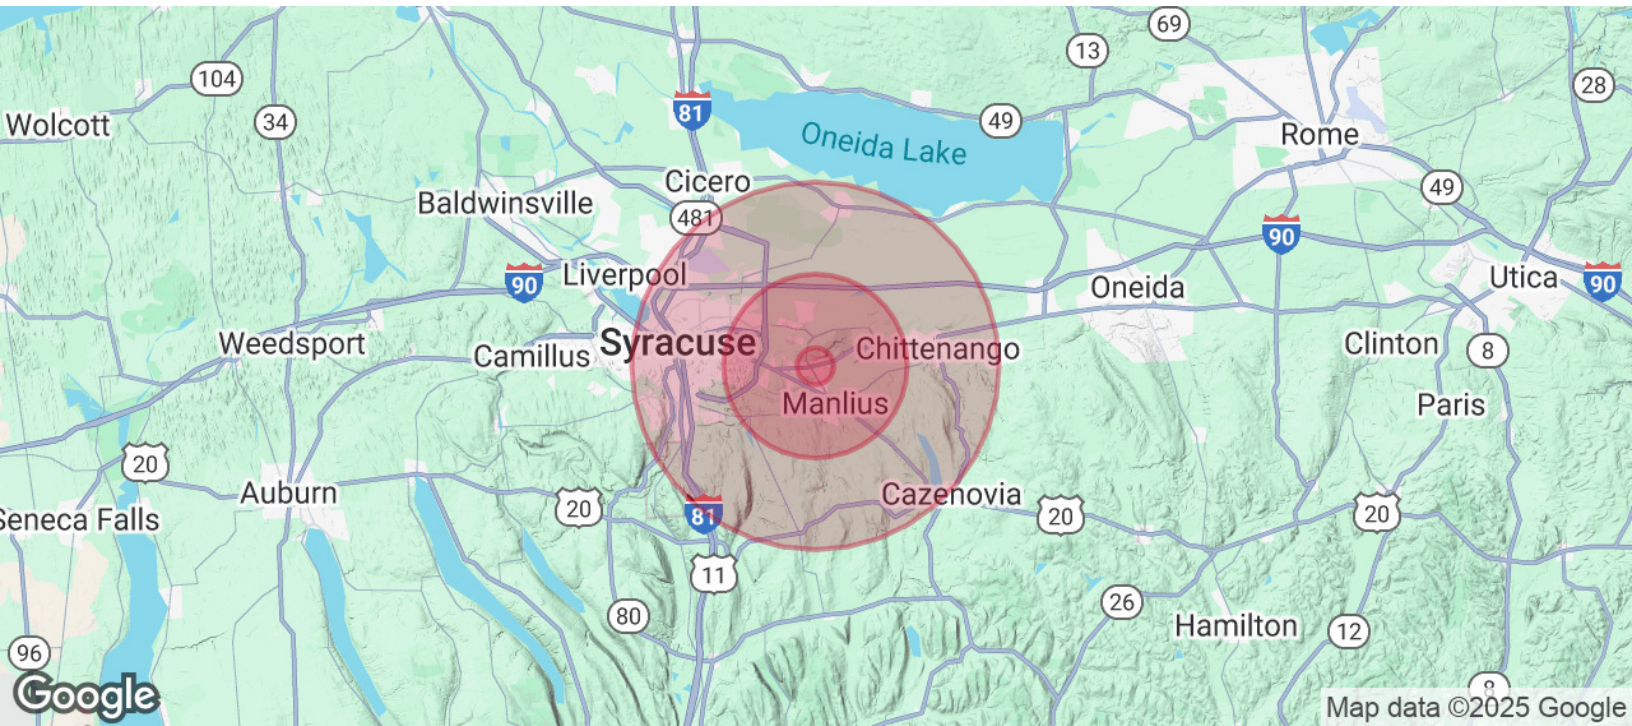 69
13
104
28
81
34
49
Wolcott
Oneida Lake
Rome
Cicero
49
Baldwinsville
481
90
Liverpool
90
Oneida
Utica
90
Weedsport
Camillus
Syracuse
Chittenango
Clinton
8
Manlius
Paris
20
Auburn
20
Cazenovia
20
20
Seneca Falls
81
11
80
26
Hamilton
12
96
8
Google
Map data ©2025 Google